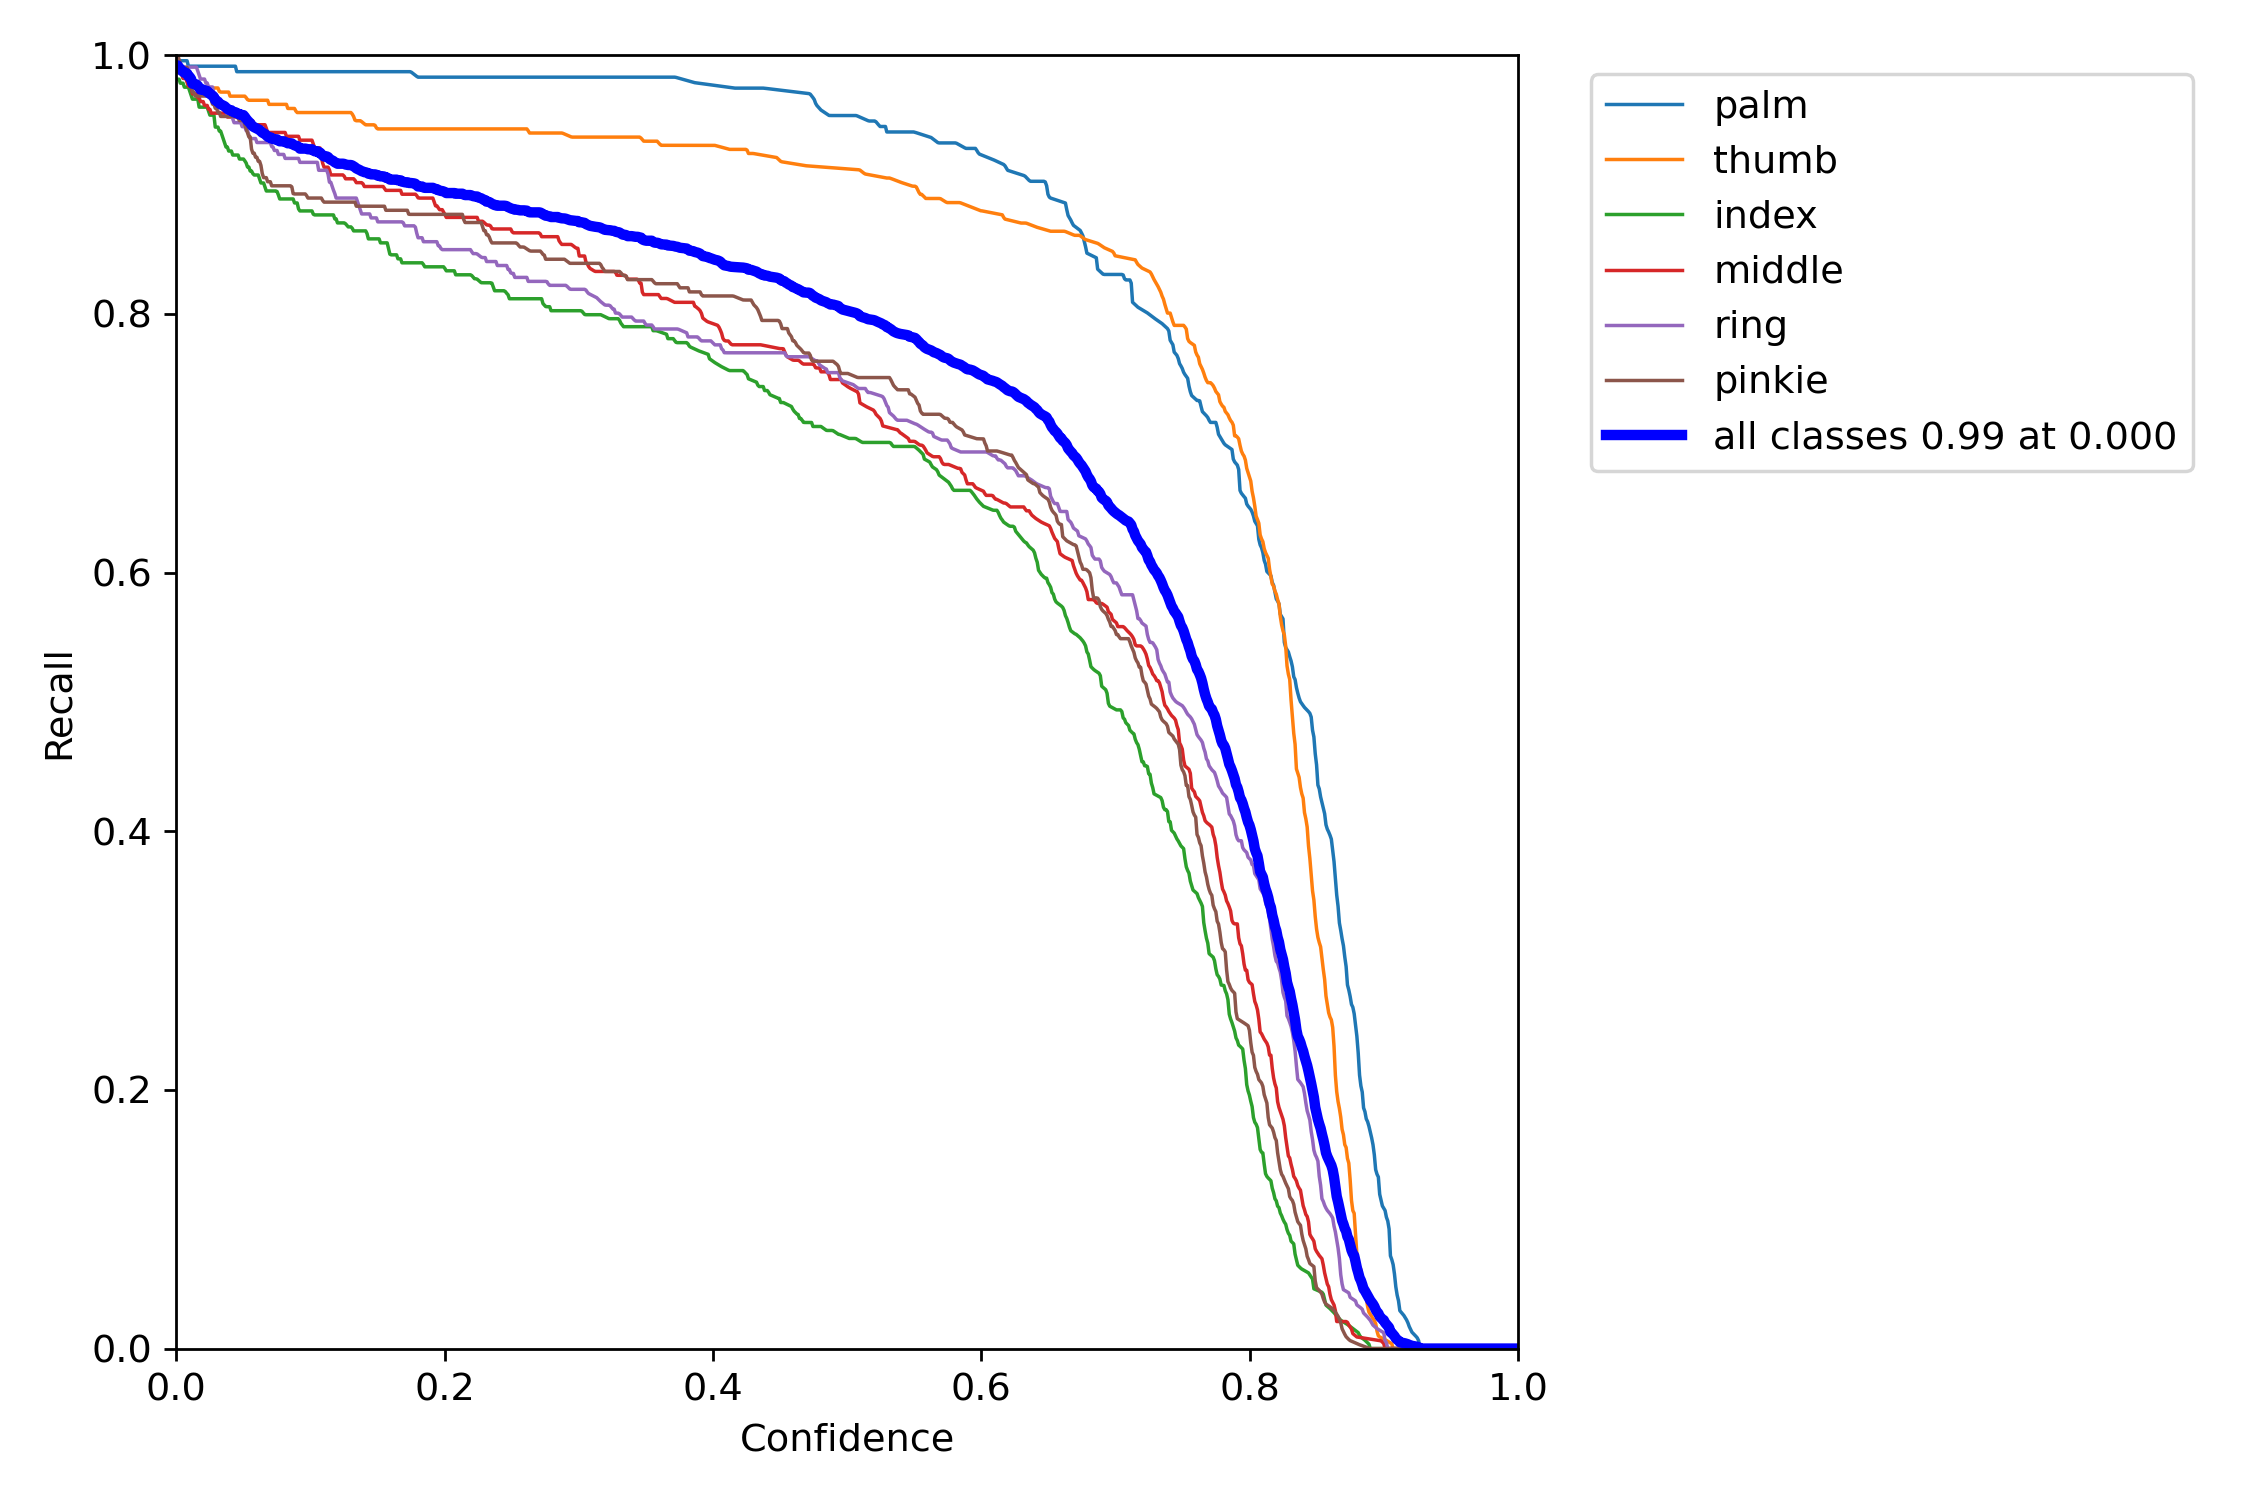 1.0
0.8
0.6
0.4
0.2
0.0
Recall
0.0 0.2 0.4 0.6 0.8 1.0
Confidence
palm
thumb
index
middle
ring
pinkie
all classes 0.99 at 0.000